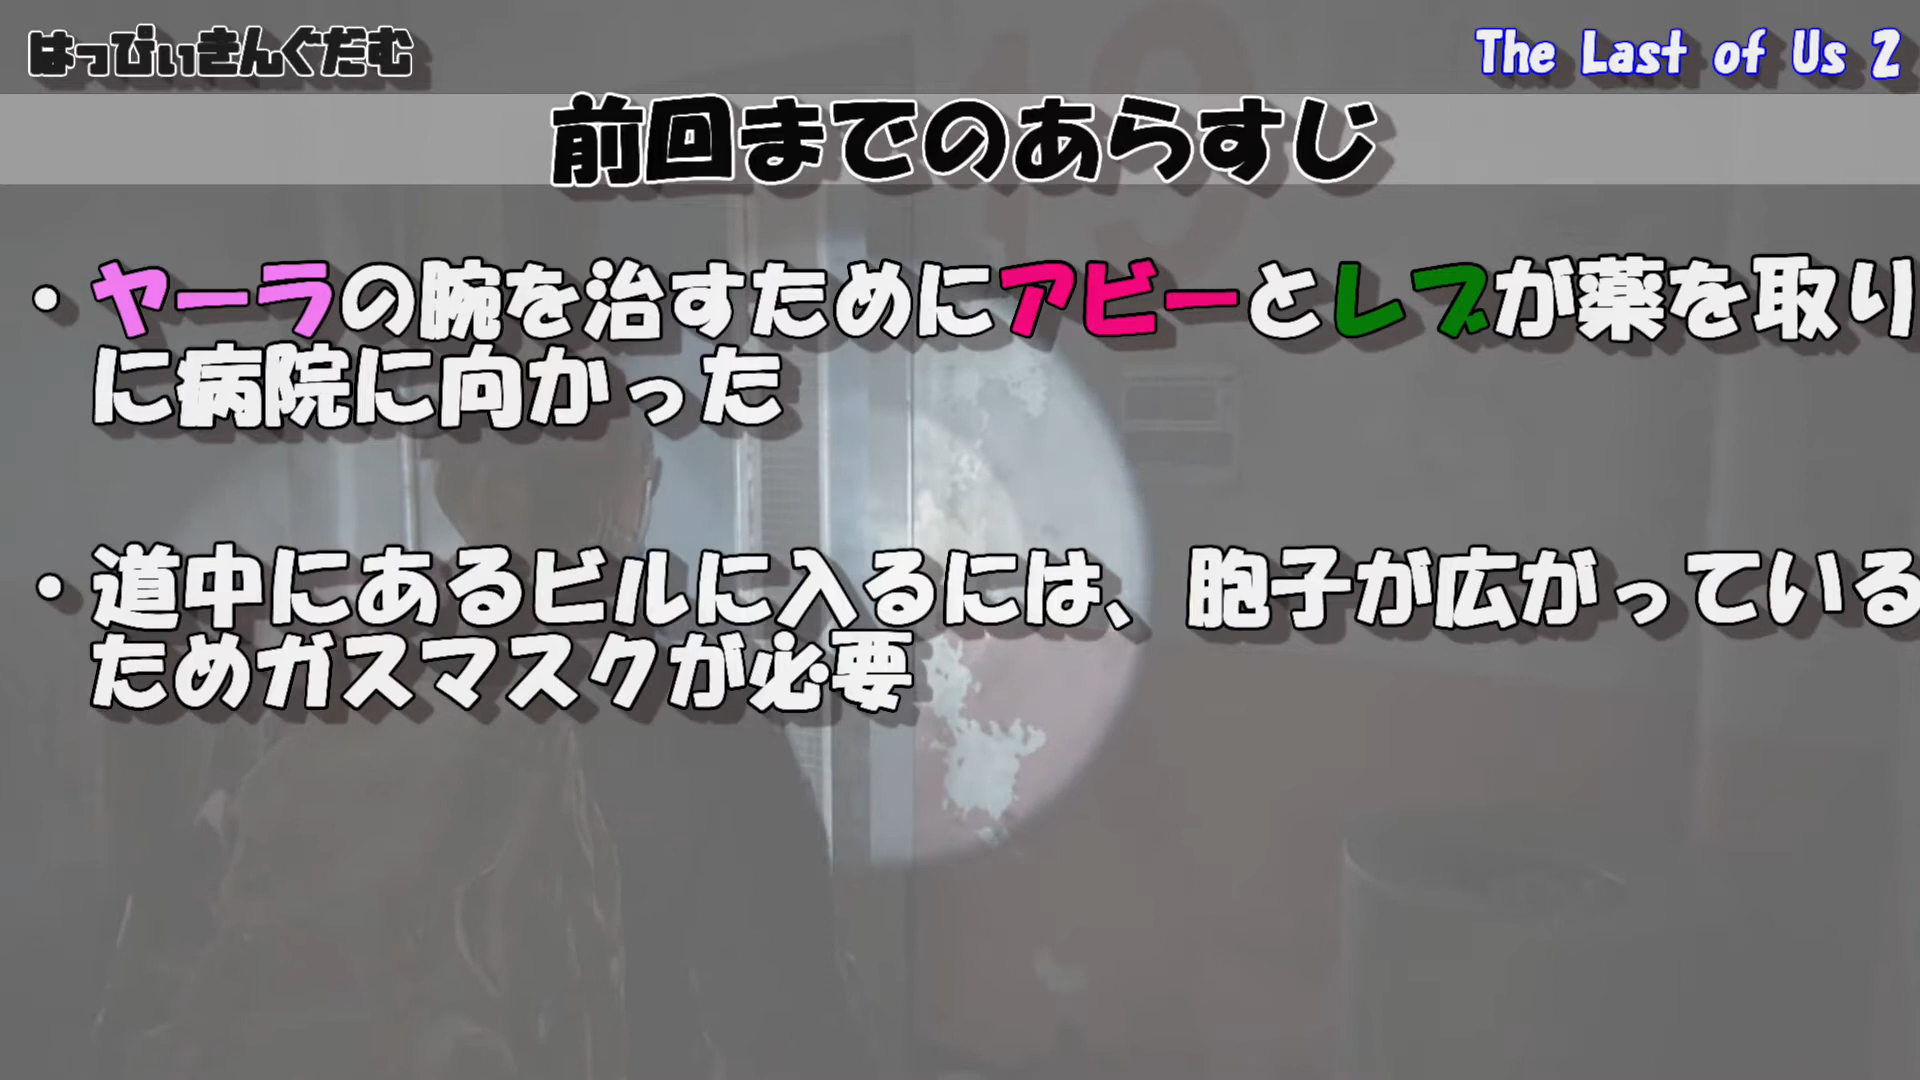 はっぴぃきんぐだむ
The Last of Us 2
前回までのあらすじ
・ヤーラの腕を治すためにアビーとレブが薬を取り
に病院に向かった
・道中にあるビルに入るには、胞子が広がっている
ためガスマスクが必要
19